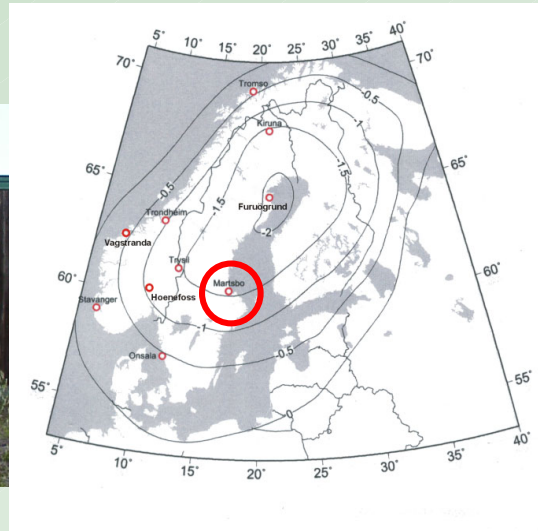 5° 10° 15° 20° 25° 30° 35° 40°
70° 70°
Tromso
-0.5
-1
Kiruna
65° -1.5 65°
-0.5
-1.5
Furuögrund
Trondheim
-2
Vagstranda
Trysil
60° Martsbo 60°
Hoenefoss
Stavanger
-1
Onsala -0.5
55° 55°
0
5° 10° 15° 20° 25° 30° 35° 40°